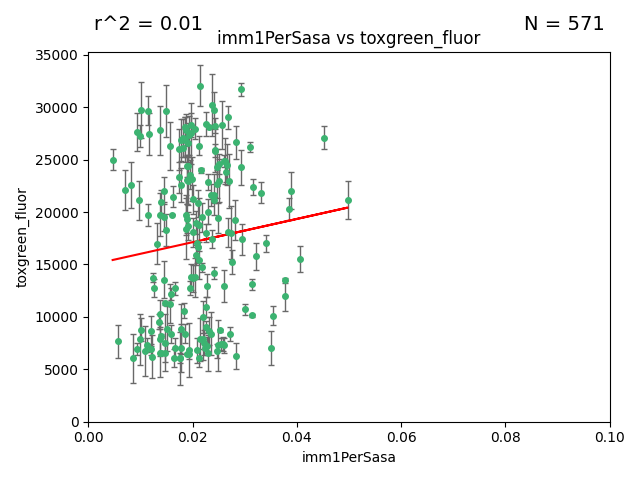 r^2 = 0.01
N = 571
imm1PerSasa vs toxgreen_fluor
35000
30000
25000
20000
15000
10000
5000
0
toxgreen_fluor
0.00
0.02
0.04
0.06
0.08
0.10
imm1PerSasa